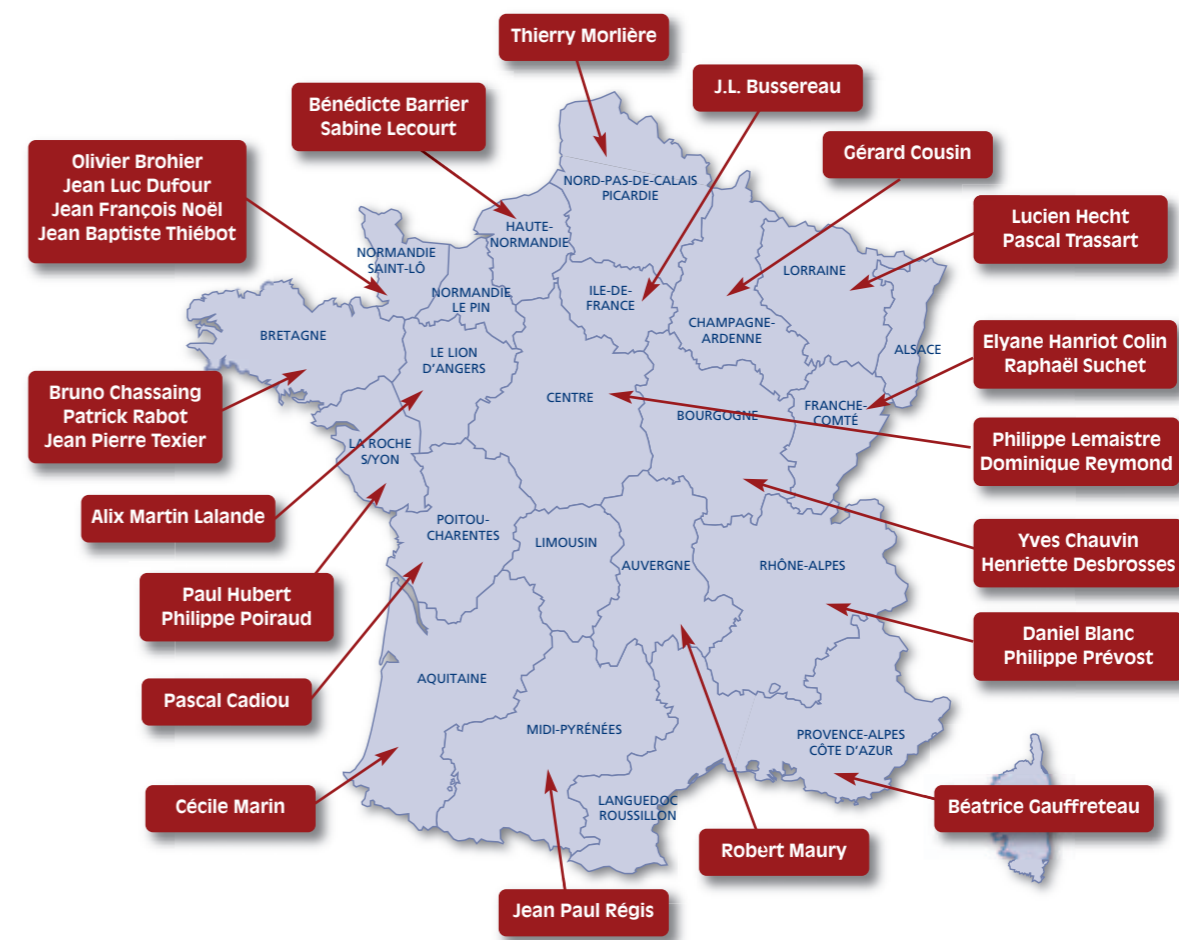 Thierry Morlière
J.L. Bussereau
Bénédicte Barrier
Sabine Lecourt
Gérard Cousin
Olivier Brohier
Jean Luc Dufour
Jean François Noël
Jean Baptiste Thiébot
Lucien Hecht
Pascal Trassart
Elyane Hanriot Colin
Raphaël Suchet
Bruno Chassaing
Patrick Rabot
Jean Pierre Texier
Philippe Lemaistre
Dominique Reymond
Alix Martin Lalande
Yves Chauvin
Henriette Desbrosses
Paul Hubert
Philippe Poiraud
Daniel Blanc
Philippe Prévost
Pascal Cadiou
Cécile Marin
Béatrice Gauffreteau
Robert Maury
Jean Paul Régis
NORD-PAS-DE-CALAIS
PICARDIE
HAUTE-
NORMANDIE
NORMANDIE
SAINT-LÔ
NORMANDIE
LE PIN
ILE-DE-
FRANCE
LORRAINE
CHAMPAGNE-
ARDENNE
ALSACE
BRETAGNE
LE LION
D'ANGERS
CENTRE
BOURGOGNE
FRANCHE-
COMTÉ
LA ROCHE
S/YON
POITOU-
CHARENTES
LIMOUSIN
AUVERGNE
RHÔNE-ALPES
AQUITAINE
MIDI-PYRÉNÉES
PROVENCE-ALPES
CÔTE D'AZUR
LANGUEDOC
ROUSSILLON